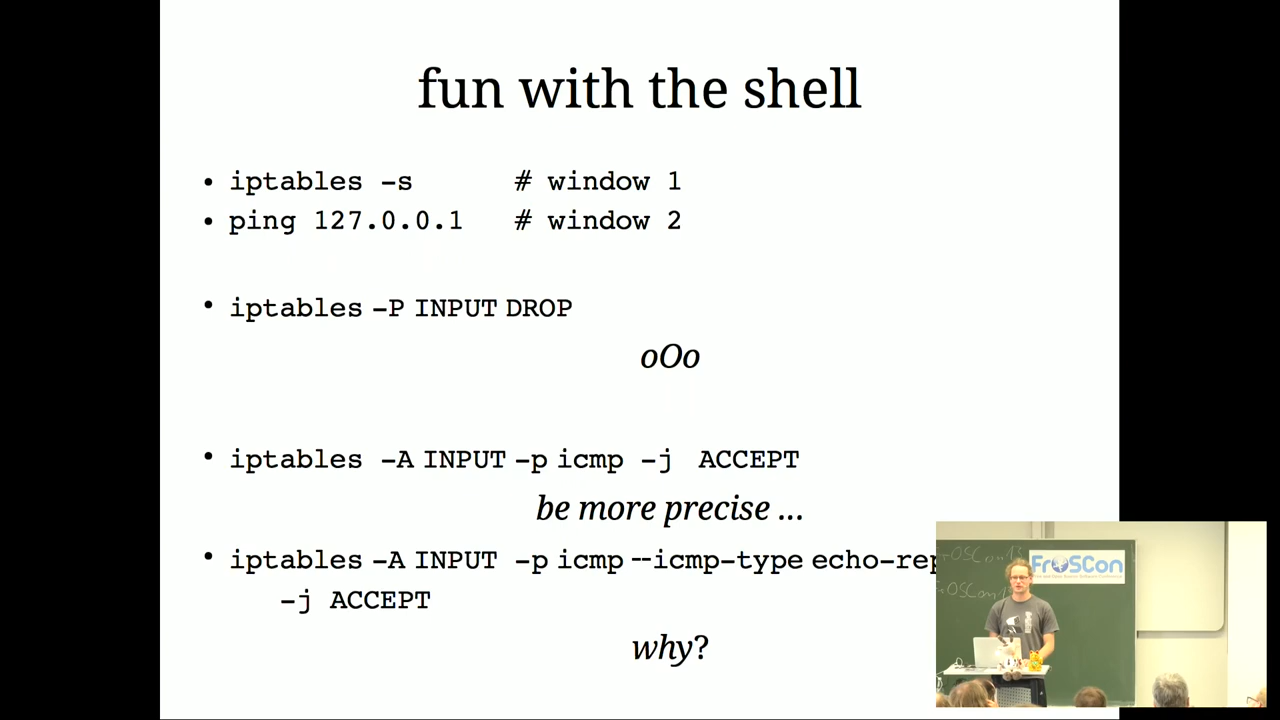 fun with the shell
• iptables -s # window 1
• ping 127.0.0.1 # window 2
• iptables -P INPUT DROP
oOo
• iptables -A INPUT -p icmp -j ACCEPT
be more precise ...
• iptables -A INPUT -p icmp --icmp-type echo-rep
-j ACCEPT
why?
FrOSCon